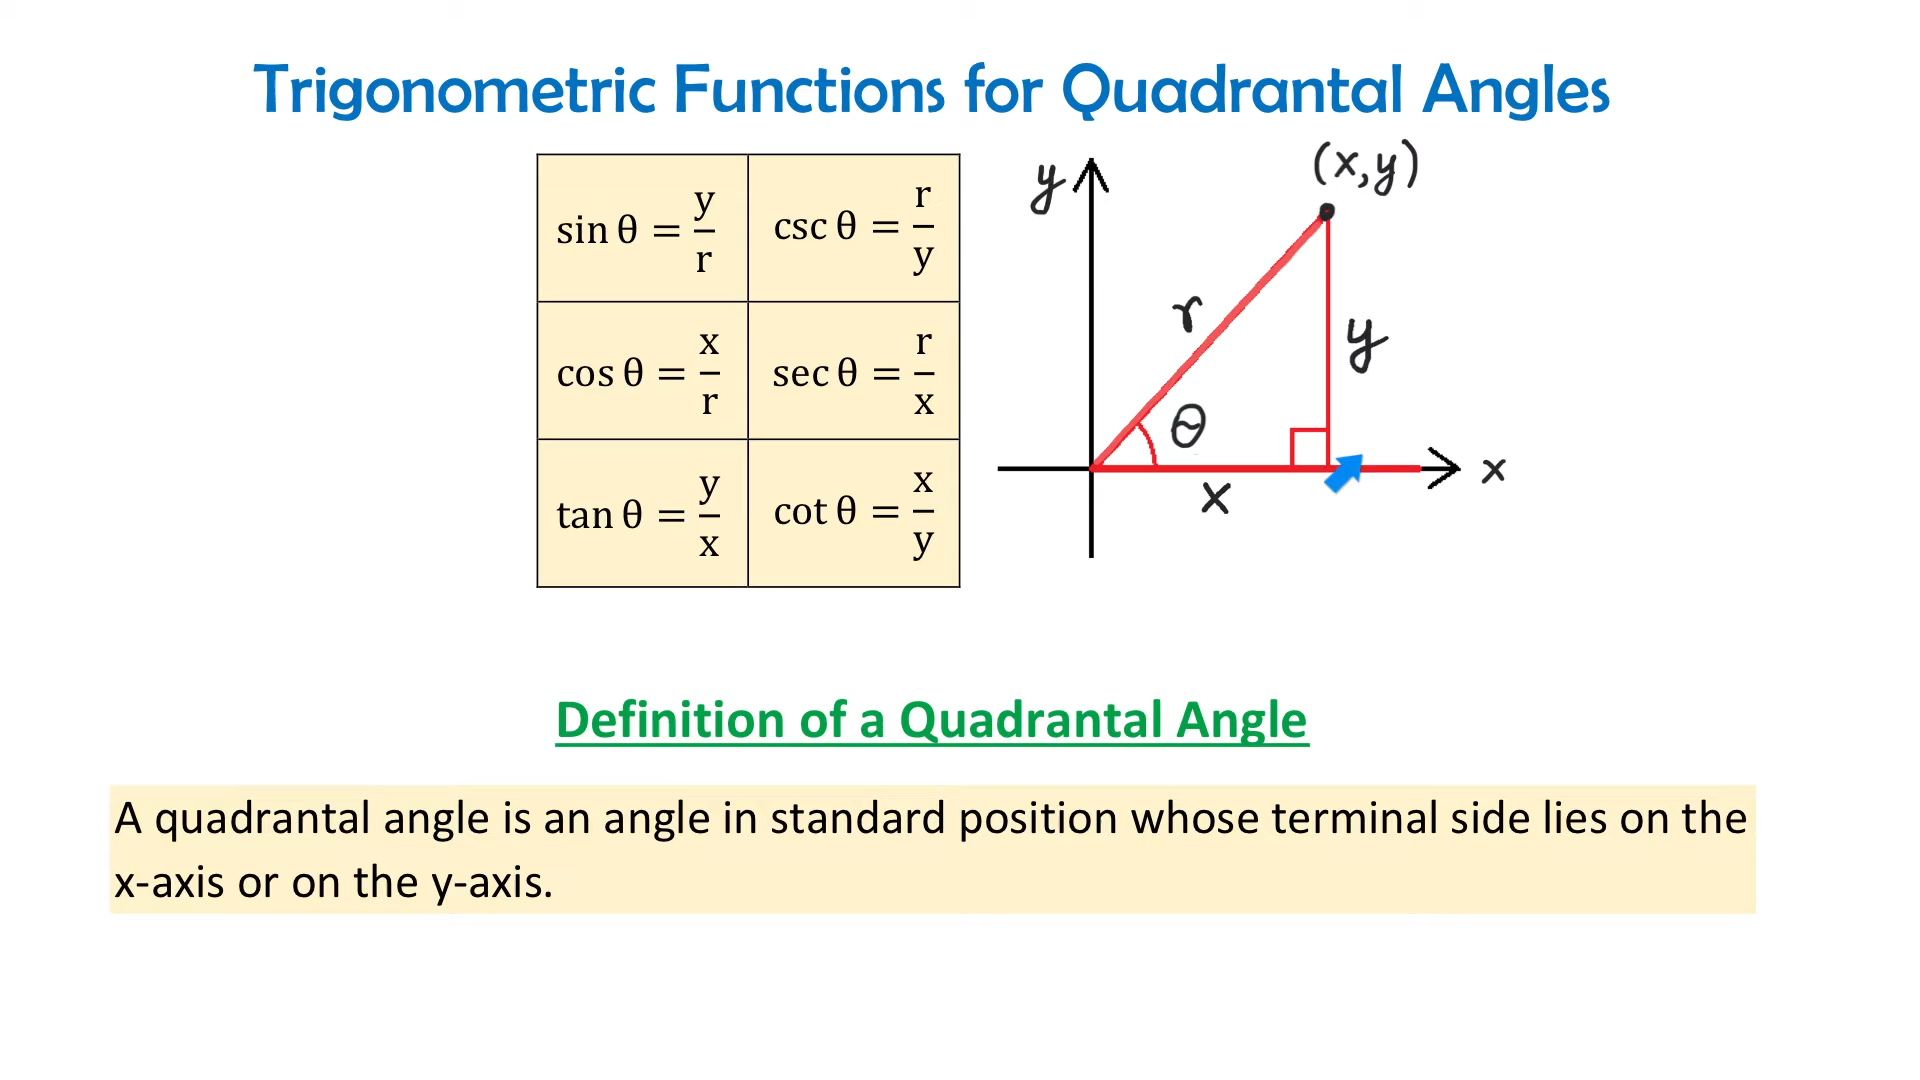 Trigonometric Functions for Quadrantal Angles
sin θ = y/r
csc θ = r/y
cos θ = x/r
sec θ = r/x
tan θ = y/x
cot θ = x/y
y
(x,y)
r
y
θ
x
x
Definition of a Quadrantal Angle
A quadrantal angle is an angle in standard position whose terminal side lies on the
x-axis or on the y-axis.